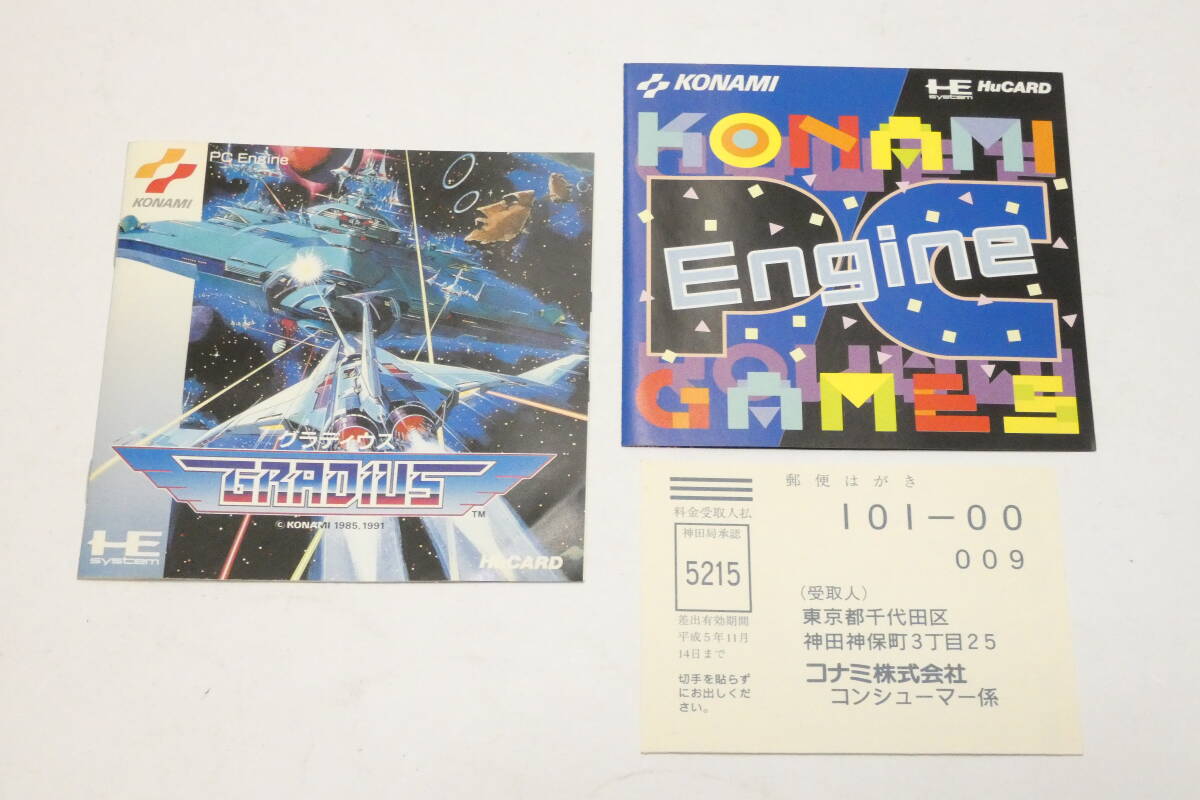 PC Engine
KONAMI
グラディウス
GRADIUS
TM
© KONAMI 1985, 1991
HE
system
HuCARD
KONAMI
HE
system
HuCARD
KONAMI
PC
Engine
GAMES
郵便はがき
101-00
009
料金受取人払
神田局承認
5215
差出有効期間
平成5年11月
14日まで
切手を貼らず
にお出しくだ
さい。
(受取人)
東京都千代田区
神田神保町3丁目25
コナミ株式会社
コンシューマー係